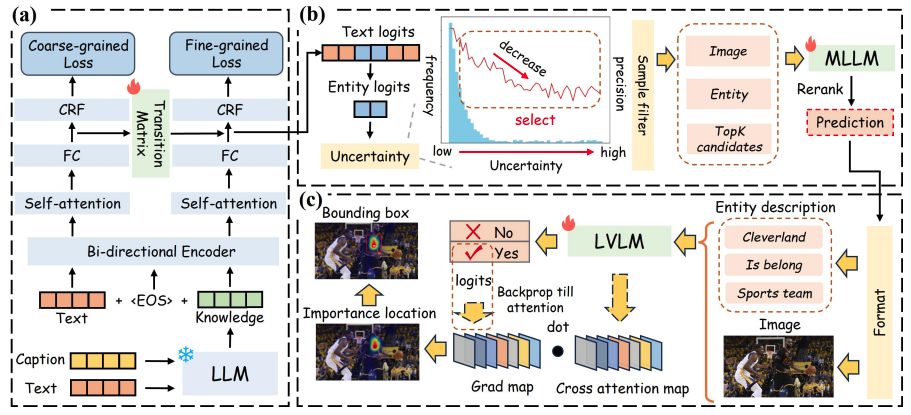 (a)
Coarse-grained
Loss
Fine-grained
Loss
CRF
CRF
Transition
Matrix
FC
FC
Self-attention
Self-attention
Bi-directional Encoder
+ <EOS> +
Text
Knowledge
Caption
Text
LLM
(b)
Text logits
Entity logits
Uncertainty
frequency
decrease
select
precision
low
high
Uncertainty
Sample filter
Image
Entity
TopK
candidates
MLLM
Rerank
Prediction
(c)
Bounding box
Importance location
No
Yes
logits
LVLM
Backprop till
attention
dot
Grad map
Cross attention map
Entity description
Cleverland
Is belong
Sports team
Image
Format